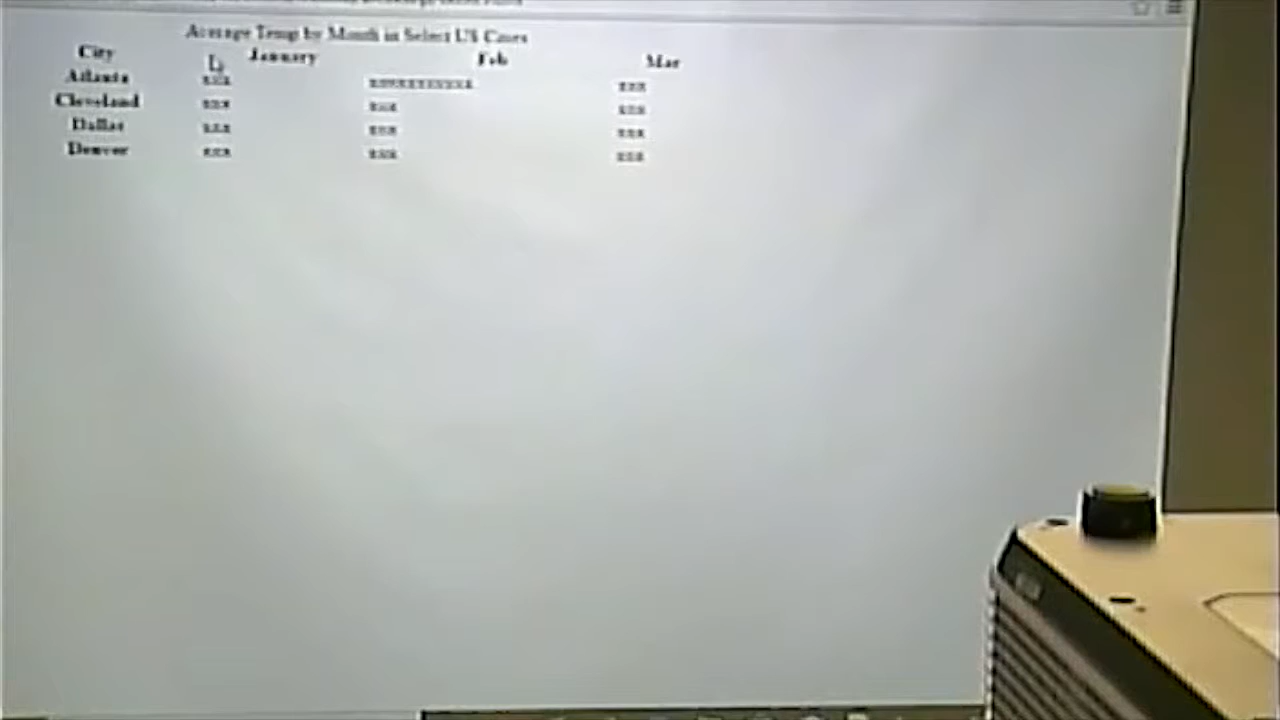 Average Temp by Month in Select US Cities
City January Feb Mar
Atlanta xxx xxxxxxxxxxx xxx
Cleveland xxx xxx xxx
Dallas xxx xxx xxx
Denver xxx xxx xxx